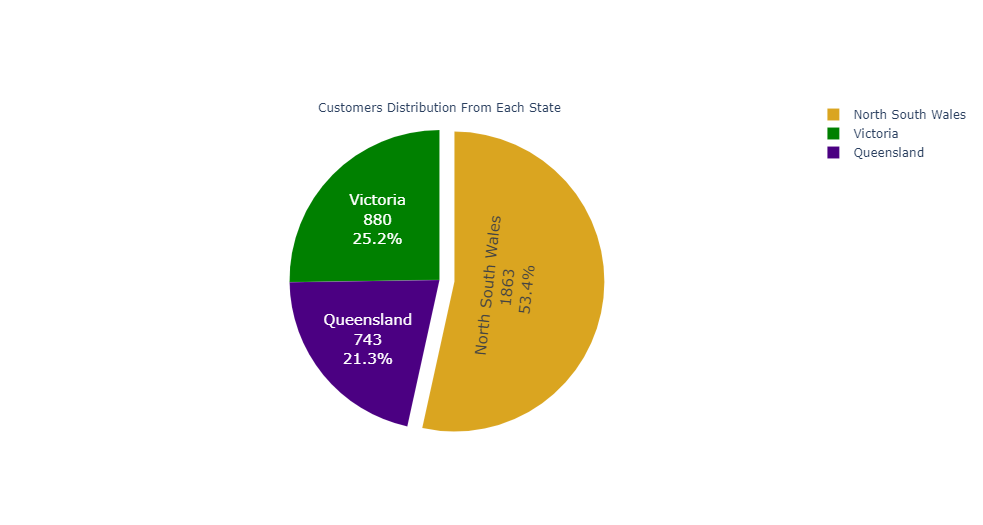 Customers Distribution From Each State
North South Wales
Victoria
Queensland
Victoria
880
25.2%
North South Wales
1863
53.4%
Queensland
743
21.3%